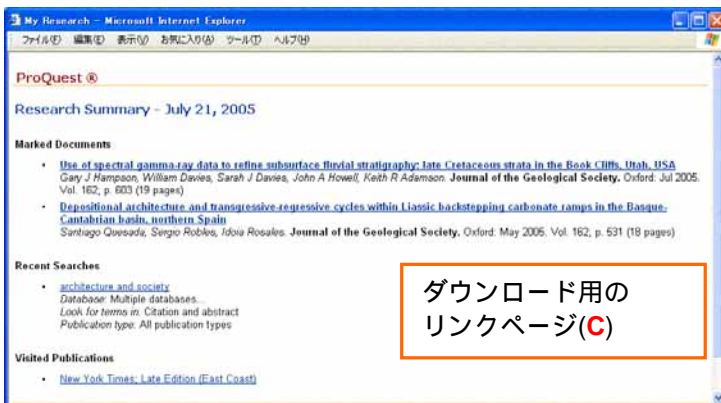 My Research - Microsoft Internet Explorer
ファイル(F) 編集(E) 表示(V) お気に入り(A) ツール(T) ヘルプ(H)
ProQuest ®
Research Summary - July 21, 2005
Marked Documents
• Use of spectral gamma-ray data to refine subsurface fluvial stratigraphy: late Cretaceous strata in the Book Cliffs, Utah, USA
Gary J Hampson, William Davies, Sarah J Davies, John A Howell, Keith R Adamson. Journal of the Geological Society. Oxford: Jul 2005.
Vol. 162; p. 603 (19 pages)
• Depositional architecture and transgressive-regressive cycles within Liassic backstepping carbonate ramps in the Basque-
Cantabrian basin, northern Spain
Santiago Quesada, Sergio Robles, Idoia Rosales. Journal of the Geological Society. Oxford: May 2005. Vol. 162; p. 531 (18 pages)
Recent Searches
• architecture and society
Database: Multiple databases...
Look for terms in: Citation and abstract
Publication type: All publication types
ダウンロード用の
リンクページ(C)
Visited Publications
• New York Times; Late Edition (East Coast)